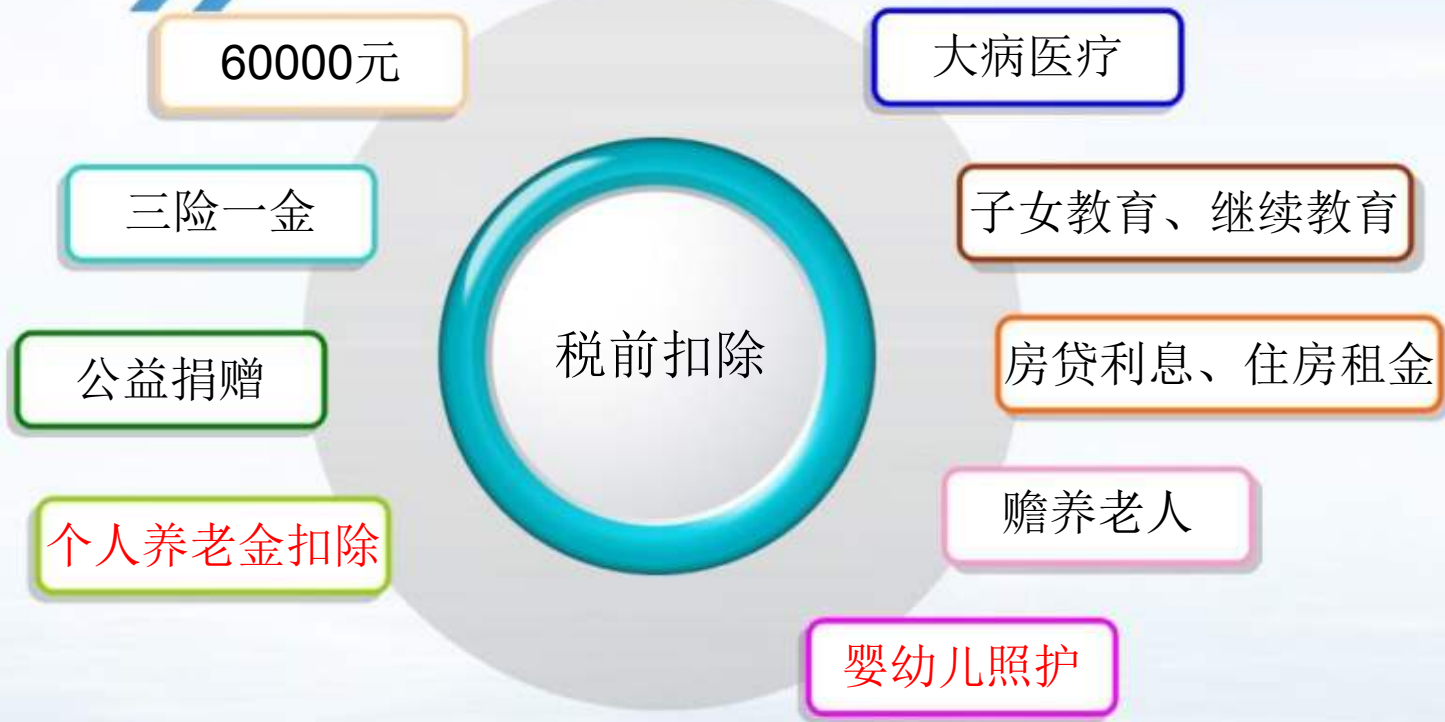 60000元
大病医疗
三险一金
子女教育、继续教育
税前扣除
公益捐赠
房贷利息、住房租金
个人养老金扣除
赡养老人
婴幼儿照护